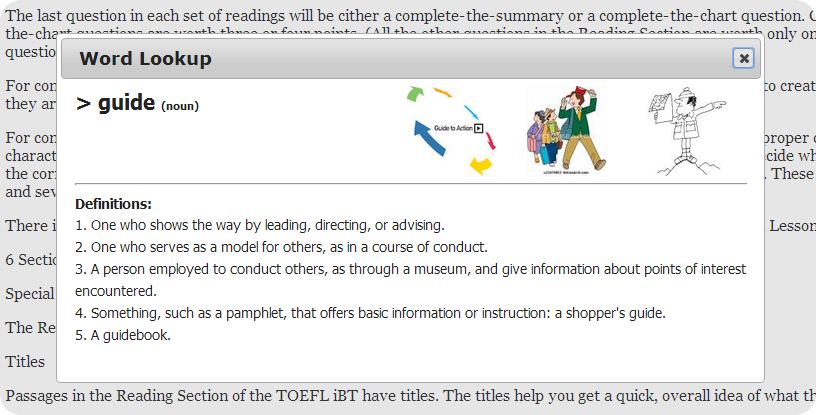 The last question in each set of readings will be either a complete-the-summary or a complete-the-chart question.
the-chart questions are worth three or four points. (All the other questions in the Reading Section are worth only on
questio
Word Lookup
For con
to creat
they ar
> guide (noun)
Guide to Action
For con
proper
charact
cide wh
the cor
. These
and sev
Definitions:
1. One who shows the way by leading, directing, or advising.
There i
Lesson
2. One who serves as a model for others, as in a course of conduct.
6 Sectio
3. A person employed to conduct others, as through a museum, and give information about points of interest
encountered.
Special
4. Something, such as a pamphlet, that offers basic information or instruction: a shopper's guide.
The Re
5. A guidebook.
Titles
Passages in the Reading Section of the TOEFL iBT have titles. The titles help you get a quick, overall idea of what th